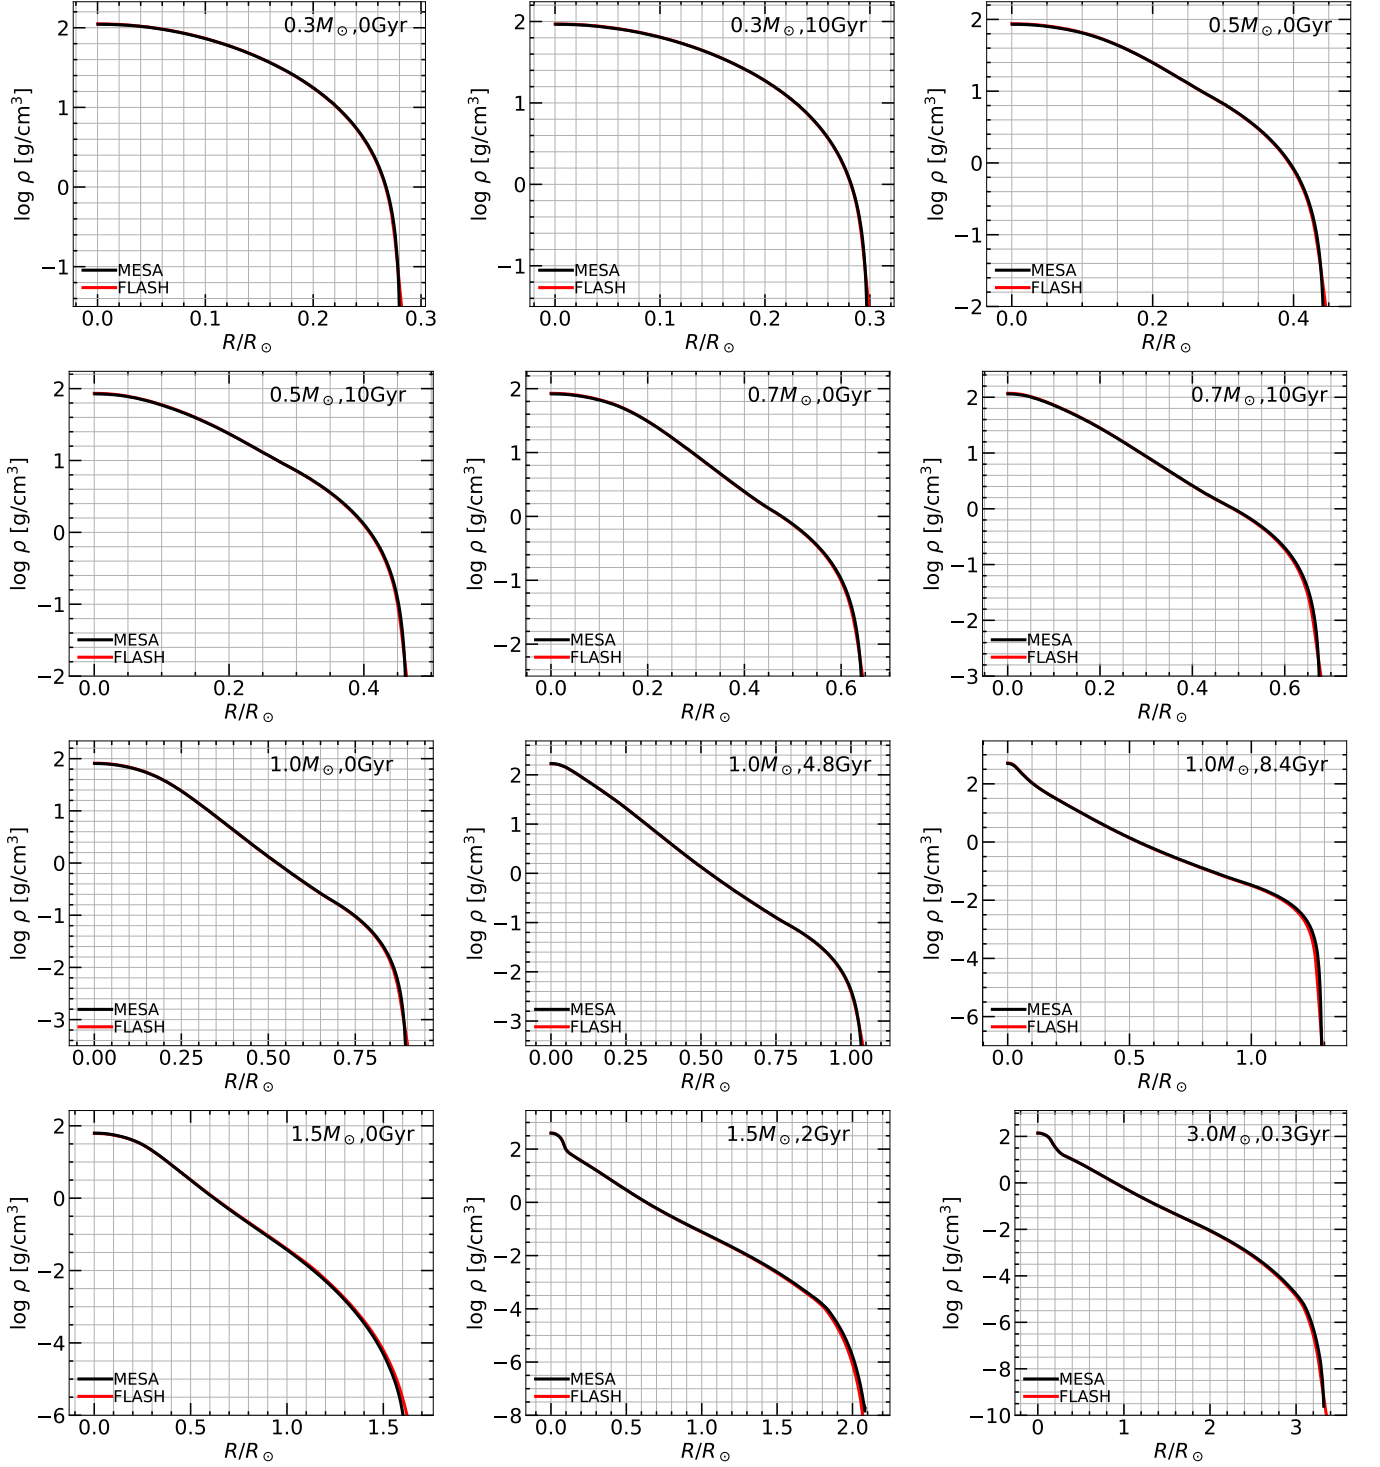 0.3M☉,0Gyr
log ρ [g/cm³]
2
1
0
−1
MESA
FLASH
0.0 0.1 0.2 0.3
R/R☉
0.3M☉,10Gyr
log ρ [g/cm³]
2
1
0
−1
MESA
FLASH
0.0 0.1 0.2 0.3
R/R☉
0.5M☉,0Gyr
log ρ [g/cm³]
2
1
0
−1
−2
MESA
FLASH
0.0 0.2 0.4
R/R☉
0.5M☉,10Gyr
log ρ [g/cm³]
2
1
0
−1
−2
MESA
FLASH
0.0 0.2 0.4
R/R☉
0.7M☉,0Gyr
log ρ [g/cm³]
2
1
0
−1
−2
MESA
FLASH
0.0 0.2 0.4 0.6
R/R☉
0.7M☉,10Gyr
log ρ [g/cm³]
2
1
0
−1
−2
−3
MESA
FLASH
0.0 0.2 0.4 0.6
R/R☉
1.0M☉,0Gyr
log ρ [g/cm³]
2
1
0
−1
−2
−3
MESA
FLASH
0.00 0.25 0.50 0.75
R/R☉
1.0M☉,4.8Gyr
log ρ [g/cm³]
2
1
0
−1
−2
−3
MESA
FLASH
0.00 0.25 0.50 0.75 1.00
R/R☉
1.0M☉,8.4Gyr
log ρ [g/cm³]
2
0
−2
−4
−6
MESA
FLASH
0.0 0.5 1.0
R/R☉
1.5M☉,0Gyr
log ρ [g/cm³]
2
0
−2
−4
−6
MESA
FLASH
0.0 0.5 1.0 1.5
R/R☉
1.5M☉,2Gyr
log ρ [g/cm³]
2
0
−2
−4
−6
−8
MESA
FLASH
0.0 0.5 1.0 1.5 2.0
R/R☉
3.0M☉,0.3Gyr
log ρ [g/cm³]
2
0
−2
−4
−6
−8
−10
MESA
FLASH
0 1 2 3
R/R☉